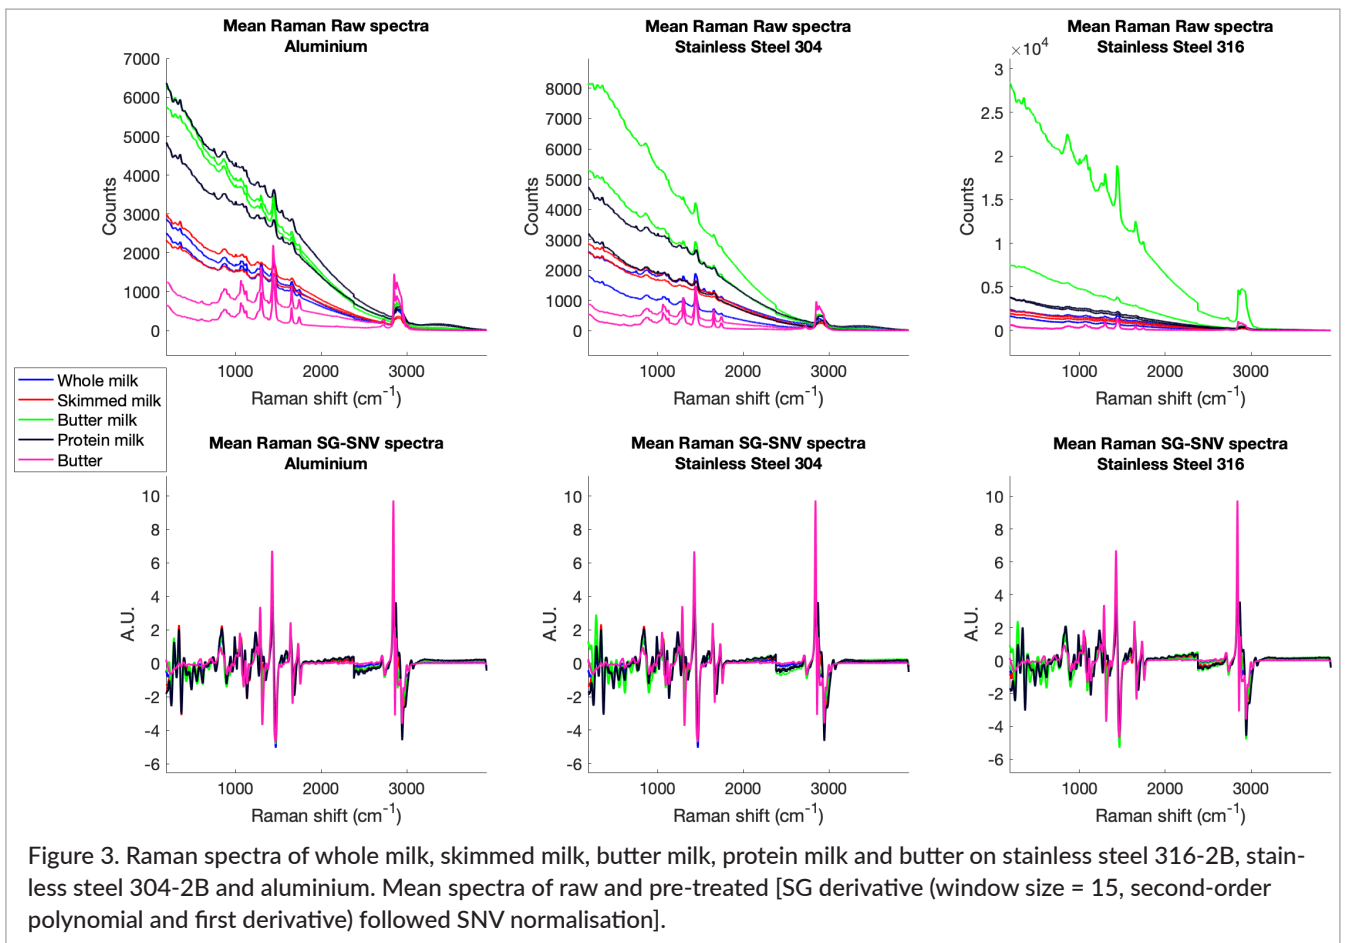 Mean Raman Raw spectra
Aluminium
7000
6000
5000
4000
3000
2000
1000
0
Counts
1000
2000
3000
Raman shift (cm⁻¹)
Mean Raman Raw spectra
Stainless Steel 304
8000
7000
6000
5000
4000
3000
2000
1000
0
Counts
1000
2000
3000
Raman shift (cm⁻¹)
Mean Raman Raw spectra
Stainless Steel 316
×10⁴
3
2.5
2
1.5
1
0.5
0
Counts
1000
2000
3000
Raman shift (cm⁻¹)
Whole milk
Skimmed milk
Butter milk
Protein milk
Butter
Mean Raman SG-SNV spectra
Aluminium
10
8
6
4
2
0
-2
-4
-6
A.U.
1000
2000
3000
Raman shift (cm⁻¹)
Mean Raman SG-SNV spectra
Stainless Steel 304
10
8
6
4
2
0
-2
-4
-6
A.U.
1000
2000
3000
Raman shift (cm⁻¹)
Mean Raman SG-SNV spectra
Stainless Steel 316
10
8
6
4
2
0
-2
-4
-6
A.U.
1000
2000
3000
Raman shift (cm⁻¹)
Figure 3. Raman spectra of whole milk, skimmed milk, butter milk, protein milk and butter on stainless steel 316-2B, stain-
less steel 304-2B and aluminium. Mean spectra of raw and pre-treated [SG derivative (window size = 15, second-order
polynomial and first derivative) followed SNV normalisation].